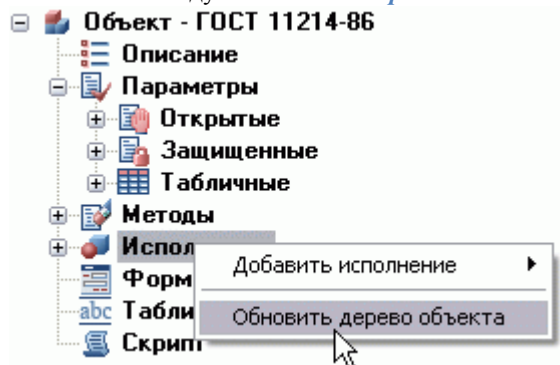 Объект - ГОСТ 11214-86
Описание
Параметры
Открытые
Защищенные
Табличные
Методы
Испол
Добавить исполнение
Форм
abc Табли
Обновить дерево объекта
Скрипт